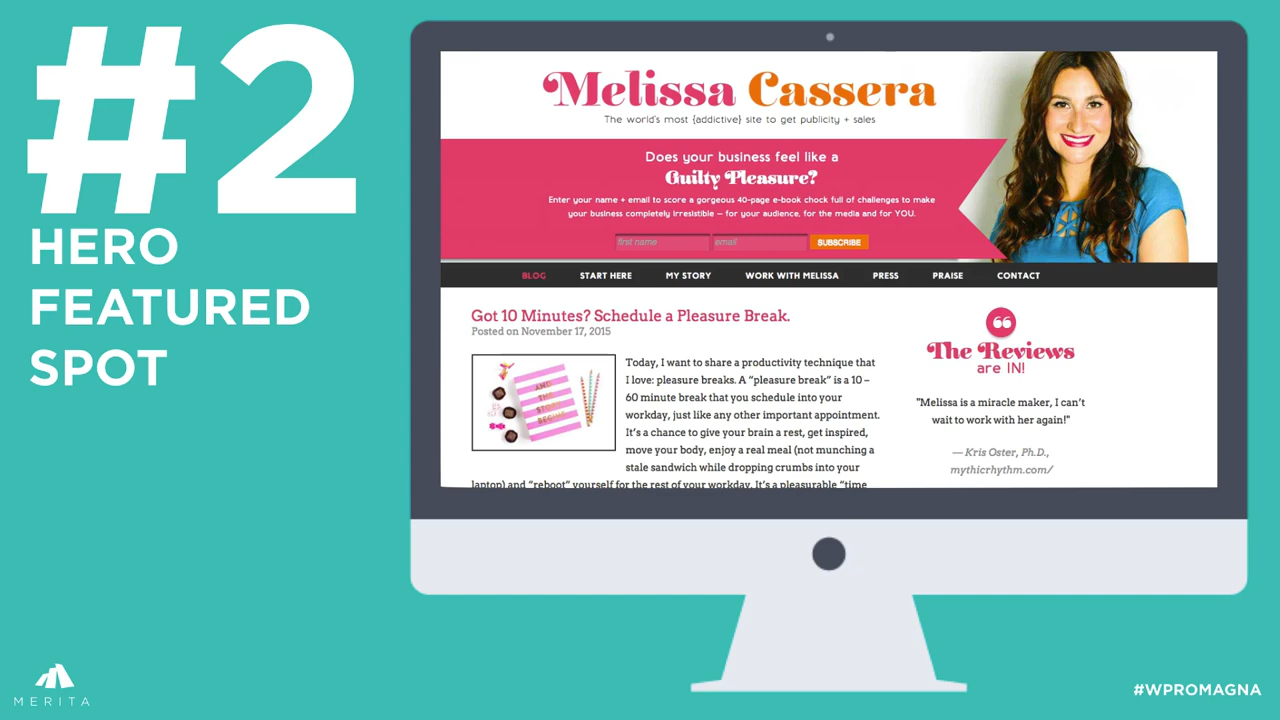 #2
HERO
FEATURED
SPOT
Melissa Cassera
The world's most {addictive} site to get publicity + sales
Does your business feel like a
Guilty Pleasure?
Enter your name + email to score a gorgeous 40-page e-book chock full of challenges to make
your business completely irresistible – for your audience, for the media and for YOU.
first name email SUBSCRIBE
BLOG START HERE MY STORY WORK WITH MELISSA PRESS PRAISE CONTACT
Got 10 Minutes? Schedule a Pleasure Break.
Posted on November 17, 2015
AND
THE
STORY
BEGINS
Today, I want to share a productivity technique that
I love: pleasure breaks. A “pleasure break” is a 10 –
60 minute break that you schedule into your
workday, just like any other important appointment.
It’s a chance to give your brain a rest, get inspired,
move your body, enjoy a real meal (not munching a
stale sandwich while dropping crumbs into your
laptop) and “reboot” yourself for the rest of your workday. It’s a pleasurable “time
The Reviews
are IN!
"Melissa is a miracle maker, I can’t
wait to work with her again!"
— Kris Oster, Ph.D.,
mythicrhythm.com/
MERITA
#WPROMAGNA